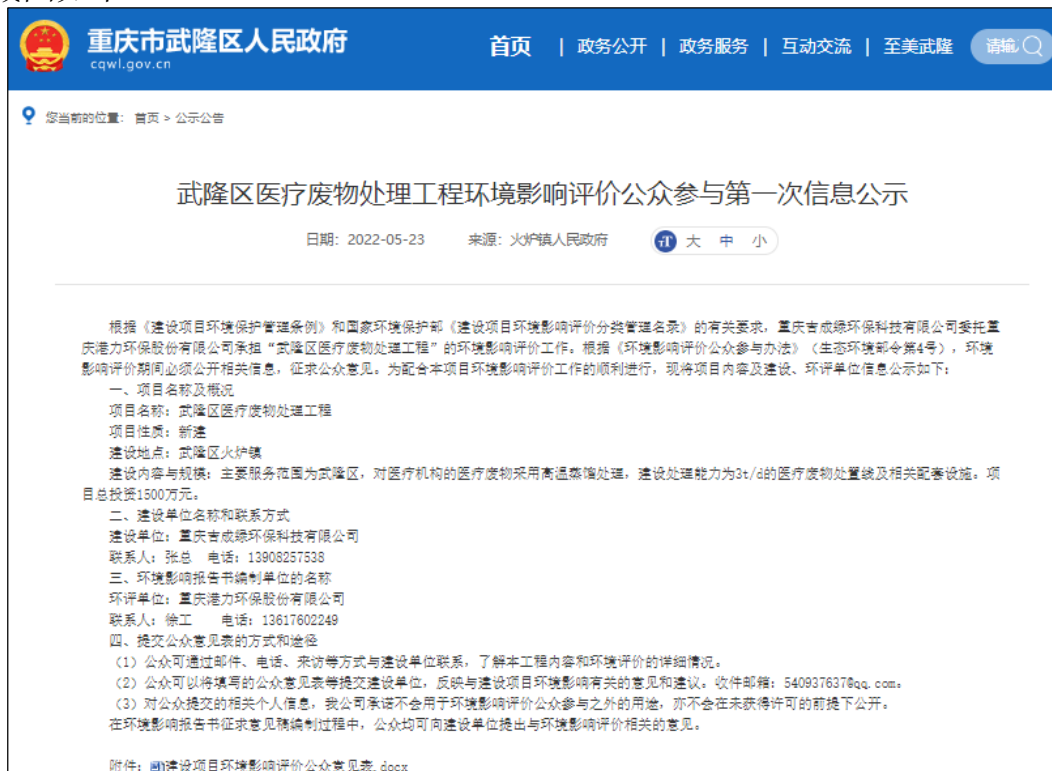 重庆市武隆区人民政府
cqwl.gov.cn
首页 | 政务公开 | 政务服务 | 互动交流 | 至美武隆
请输
您当前的位置： 首页 > 公示公告
武隆区医疗废物处理工程环境影响评价公众参与第一次信息公示
日期：2022-05-23 来源：火炉镇人民政府 大 中 小
根据《建设项目环境保护管理条例》和国家环境保护部《建设项目环境影响评价分类管理名录》的有关要求，重庆吉成绿环保科技有限公司委托重
庆港力环保股份有限公司承担“武隆区医疗废物处理工程”的环境影响评价工作。根据《环境影响评价公众参与办法》（生态环境部令第4号），环境
影响评价期间必须公开相关信息，征求公众意见。为配合本项目环境影响评价工作的顺利进行，现将项目内容及建设、环评单位信息公示如下：
一、项目名称及概况
项目名称：武隆区医疗废物处理工程
项目性质：新建
建设地点：武隆区火炉镇
建设内容与规模：主要服务范围为武隆区，对医疗机构的医疗废物采用高温蒸馏处理，建设处理能力为3t/d的医疗废物处置线及相关配套设施。项
目总投资1500万元。
二、建设单位名称和联系方式
建设单位：重庆吉成绿环保科技有限公司
联系人：张总 电话：13908257538
三、环境影响报告书编制单位的名称
环评单位：重庆港力环保股份有限公司
联系人：徐工 电话：13617602249
四、提交公众意见表的方式和途径
（1）公众可通过邮件、电话、来访等方式与建设单位联系，了解本工程内容和环境评价的详细情况。
（2）公众可以将填写的公众意见表等提交建设单位，反映与建设项目环境影响有关的意见和建议。收件邮箱：540937637@qq.com。
（3）对公众提交的相关个人信息，我公司承诺不会用于环境影响评价公众参与之外的用途，亦不会在未获得许可的前提下公开。
在环境影响报告书征求意见稿编制过程中，公众均可向建设单位提出与环境影响评价相关的意见。
附件：建设项目环境影响评价公众意见表.docx